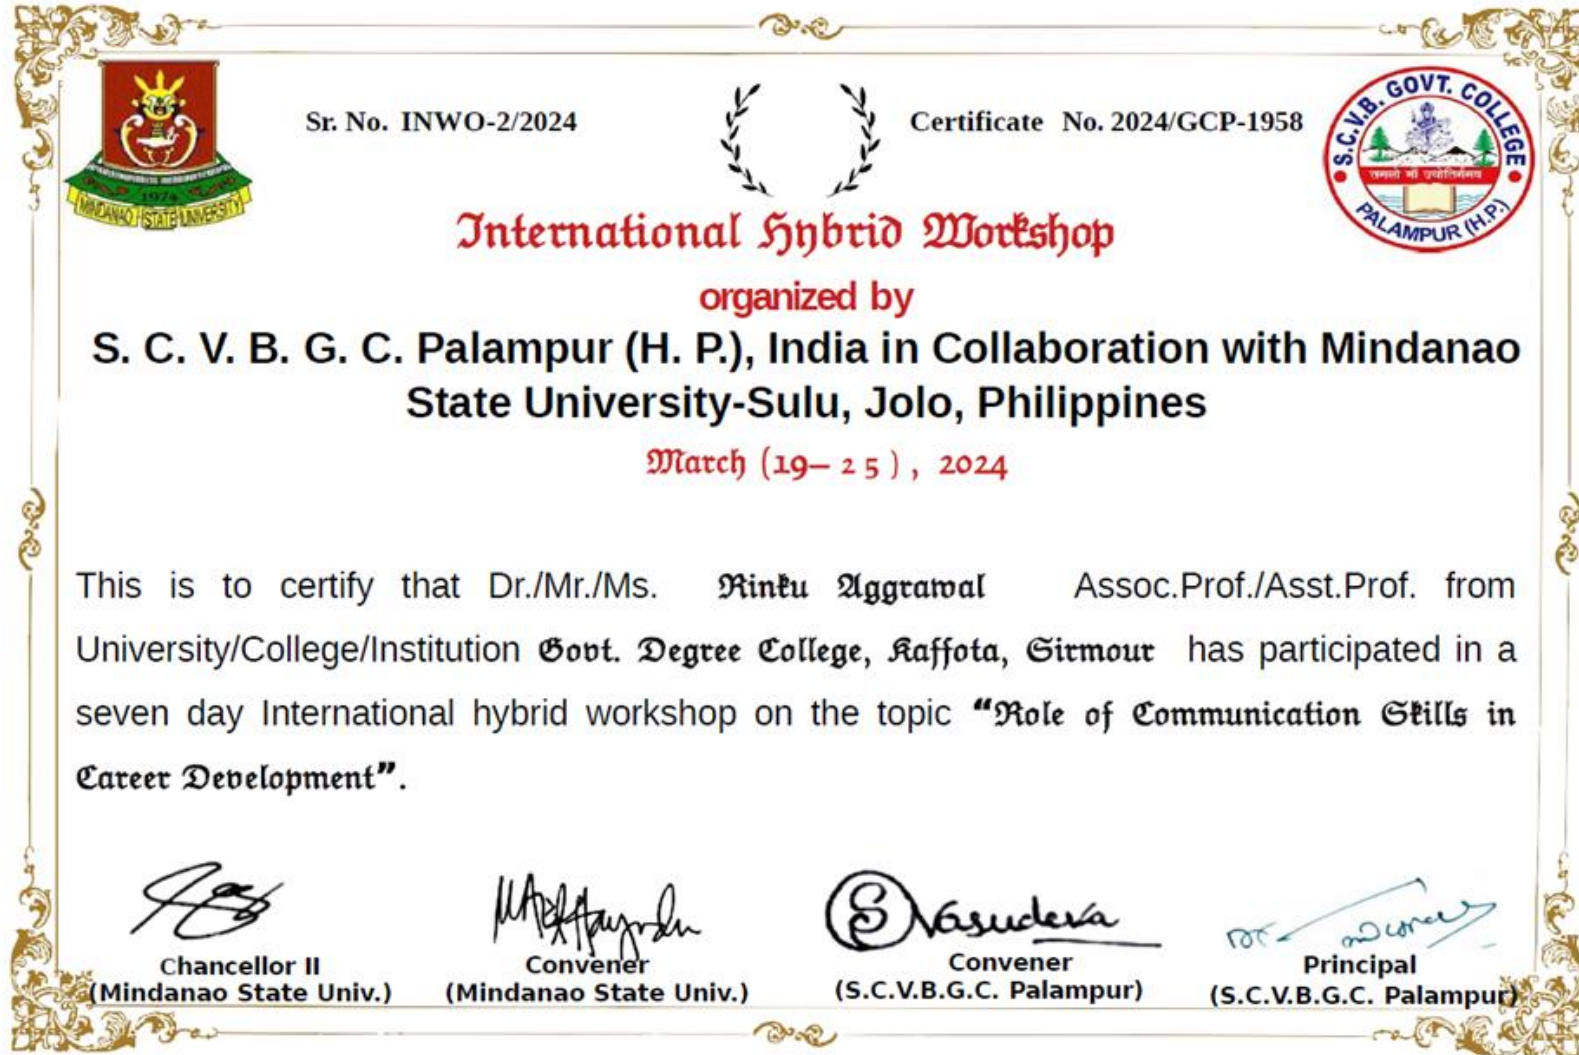 1974
MINDANAO STATE UNIVERSITY
Sr. No. INWO-2/2024
Certificate No. 2024/GCP-1958
S.C.V.B. GOVT. COLLEGE
तमसो मां ज्योतिर्गमय
PALAMPUR (H.P.)
International Hybrid Workshop
organized by
S. C. V. B. G. C. Palampur (H. P.), India in Collaboration with Mindanao
State University-Sulu, Jolo, Philippines
March (19– 25), 2024
This is to certify that Dr./Mr./Ms. Rinku Aggrawal Assoc.Prof./Asst.Prof. from
University/College/Institution Govt. Degree College, Kaffota, Sirmour has participated in a
seven day International hybrid workshop on the topic “Role of Communication Skills in
Career Development”.
S Vasudeva
Chancellor II
(Mindanao State Univ.)
Convener
(Mindanao State Univ.)
Convener
(S.C.V.B.G.C. Palampur)
Principal
(S.C.V.B.G.C. Palampur)